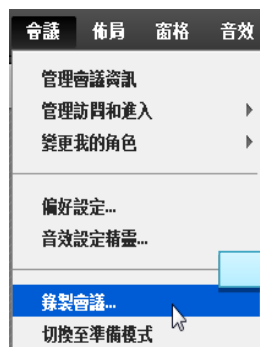 會議 佈局 窗格 音效
管理會議資訊
管理訪問和進入
變更我的角色
偏好設定...
音效設定精靈...
錄製會議...
切換至準備模式